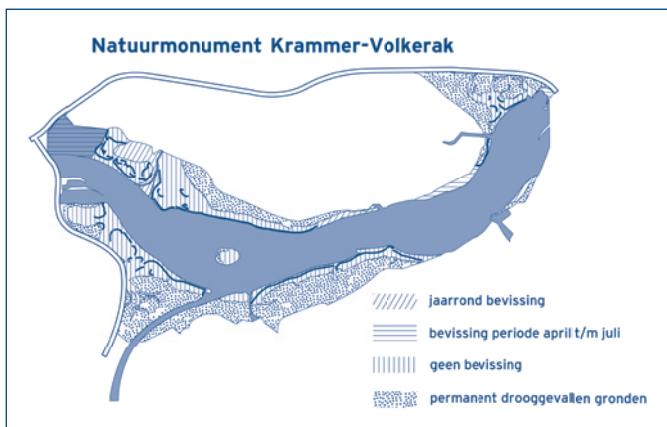 Natuurmonument Krammer-Volkerak
jaarrond bevissing
bevissing periode april t/m juli
geen bevissing
permanent drooggevallen gronden